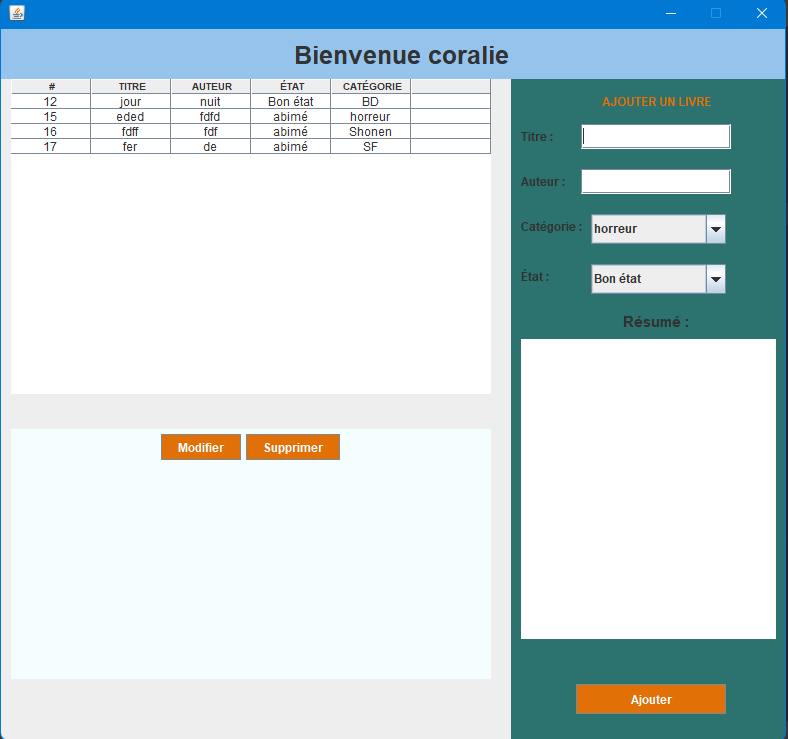 Bienvenue coralie
# TITRE AUTEUR ÉTAT CATÉGORIE
12 jour nuit Bon état BD
15 eded fdfd abimé horreur
16 fdff fdf abimé Shonen
17 fer de abimé SF
Modifier Supprimer
AJOUTER UN LIVRE
Titre :
Auteur :
Catégorie : horreur
État : Bon état
Résumé :
Ajouter